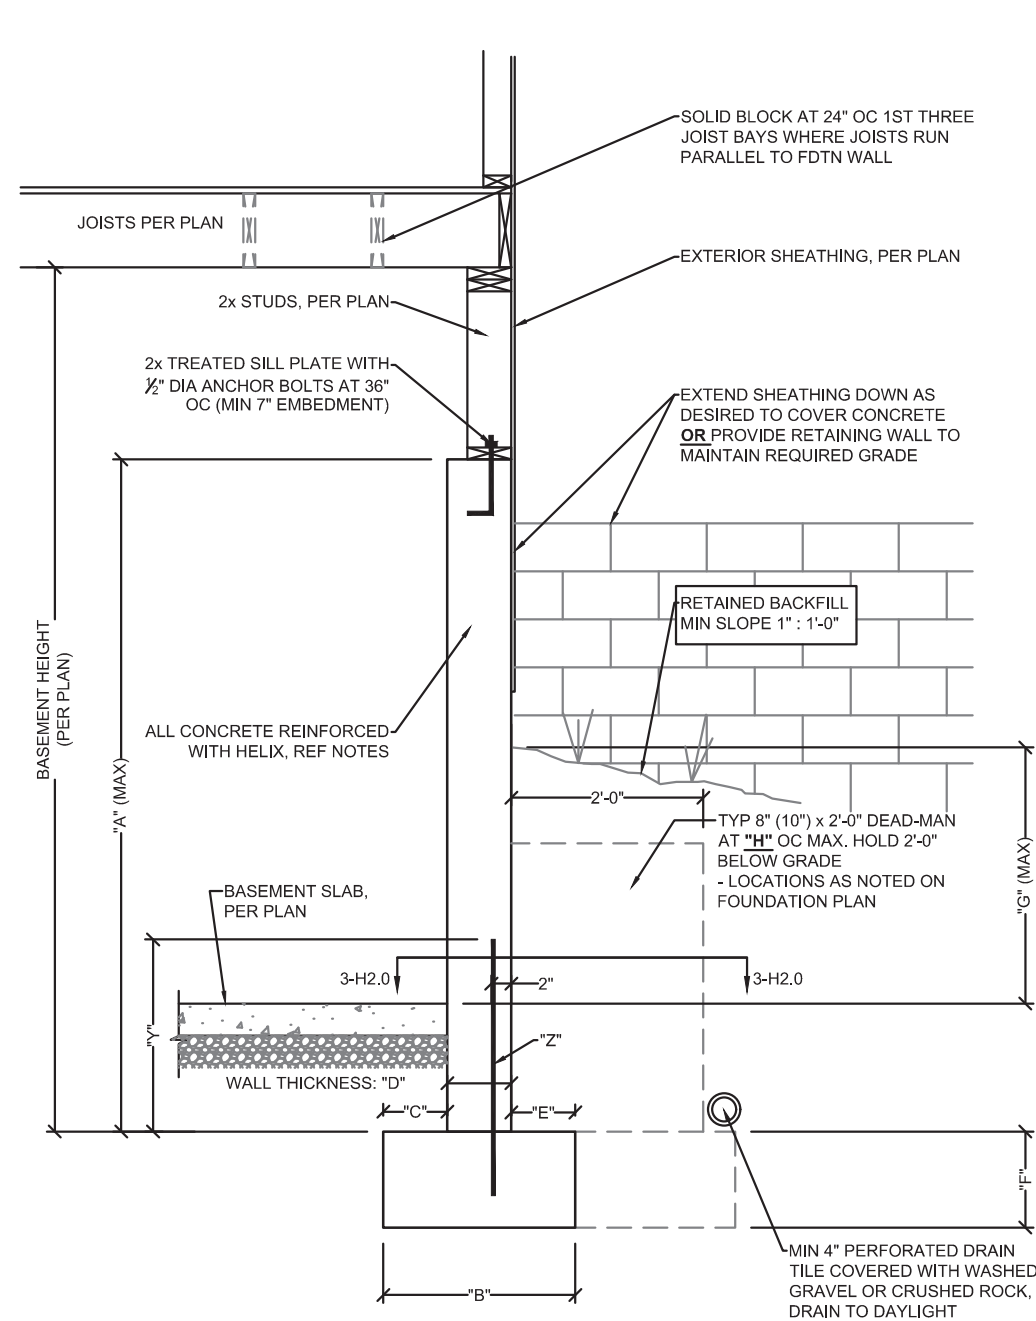 SOLID BLOCK AT 24" OC 1ST THREE
JOIST BAYS WHERE JOISTS RUN
PARALLEL TO FDTN WALL
JOISTS PER PLAN
EXTERIOR SHEATHING, PER PLAN
2x STUDS, PER PLAN
2x TREATED SILL PLATE WITH
½" DIA ANCHOR BOLTS AT 36"
OC (MIN 7" EMBEDMENT)
EXTEND SHEATHING DOWN AS
DESIRED TO COVER CONCRETE
OR PROVIDE RETAINING WALL TO
MAINTAIN REQUIRED GRADE
RETAINED BACKFILL
MIN SLOPE 1" : 1'-0"
BASEMENT HEIGHT
(PER PLAN)
"A" (MAX)
ALL CONCRETE REINFORCED
WITH HELIX, REF NOTES
2'-0"
TYP 8" (10") x 2'-0" DEAD-MAN
AT "H" OC MAX. HOLD 2'-0"
BELOW GRADE
- LOCATIONS AS NOTED ON
FOUNDATION PLAN
"G" (MAX)
BASEMENT SLAB,
PER PLAN
3-H2.0
3-H2.0
2"
"Y"
"Z"
WALL THICKNESS: "D"
"C"
"E"
"F"
"B"
MIN 4" PERFORATED DRAIN
TILE COVERED WITH WASHED
GRAVEL OR CRUSHED ROCK,
DRAIN TO DAYLIGHT